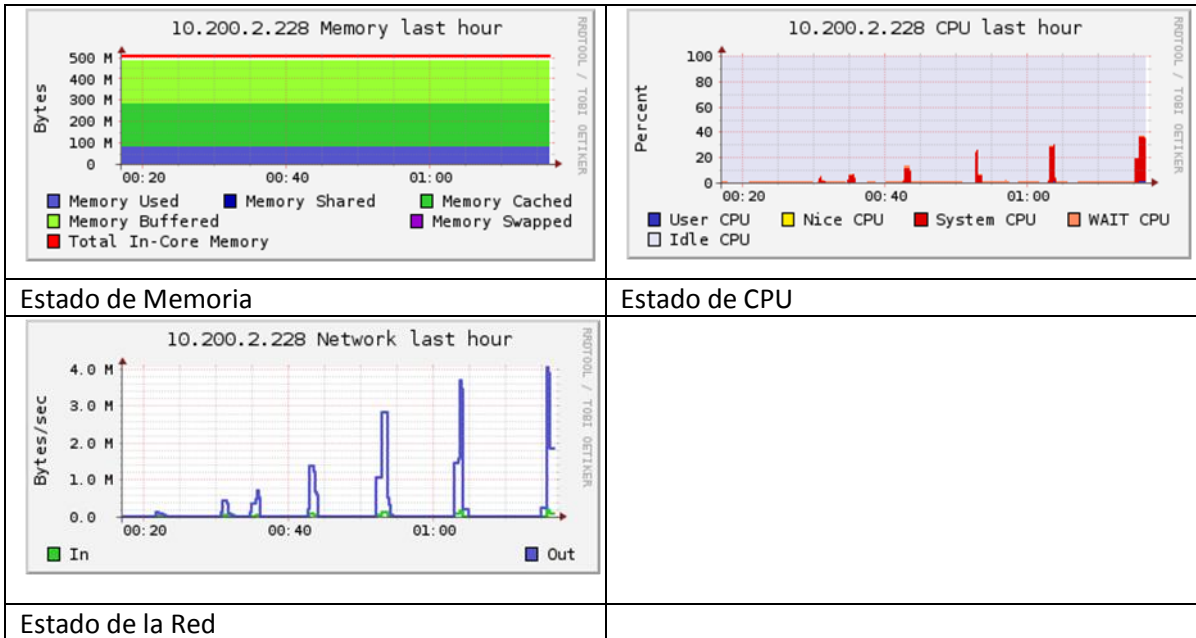 10.200.2.228 Memory last hour
RRDTOOL / TOBI OETIKER
Bytes
500 M
400 M
300 M
200 M
100 M
0
00:20 00:40 01:00
Memory Used Memory Shared Memory Cached
Memory Buffered Memory Swapped
Total In-Core Memory
10.200.2.228 CPU last hour
RRDTOOL / TOBI OETIKER
Percent
100
80
60
40
20
0
00:20 00:40 01:00
User CPU Nice CPU System CPU WAIT CPU
Idle CPU
Estado de Memoria
Estado de CPU
10.200.2.228 Network last hour
RRDTOOL / TOBI OETIKER
Bytes/sec
4.0 M
3.0 M
2.0 M
1.0 M
0.0
00:20 00:40 01:00
In Out
Estado de la Red